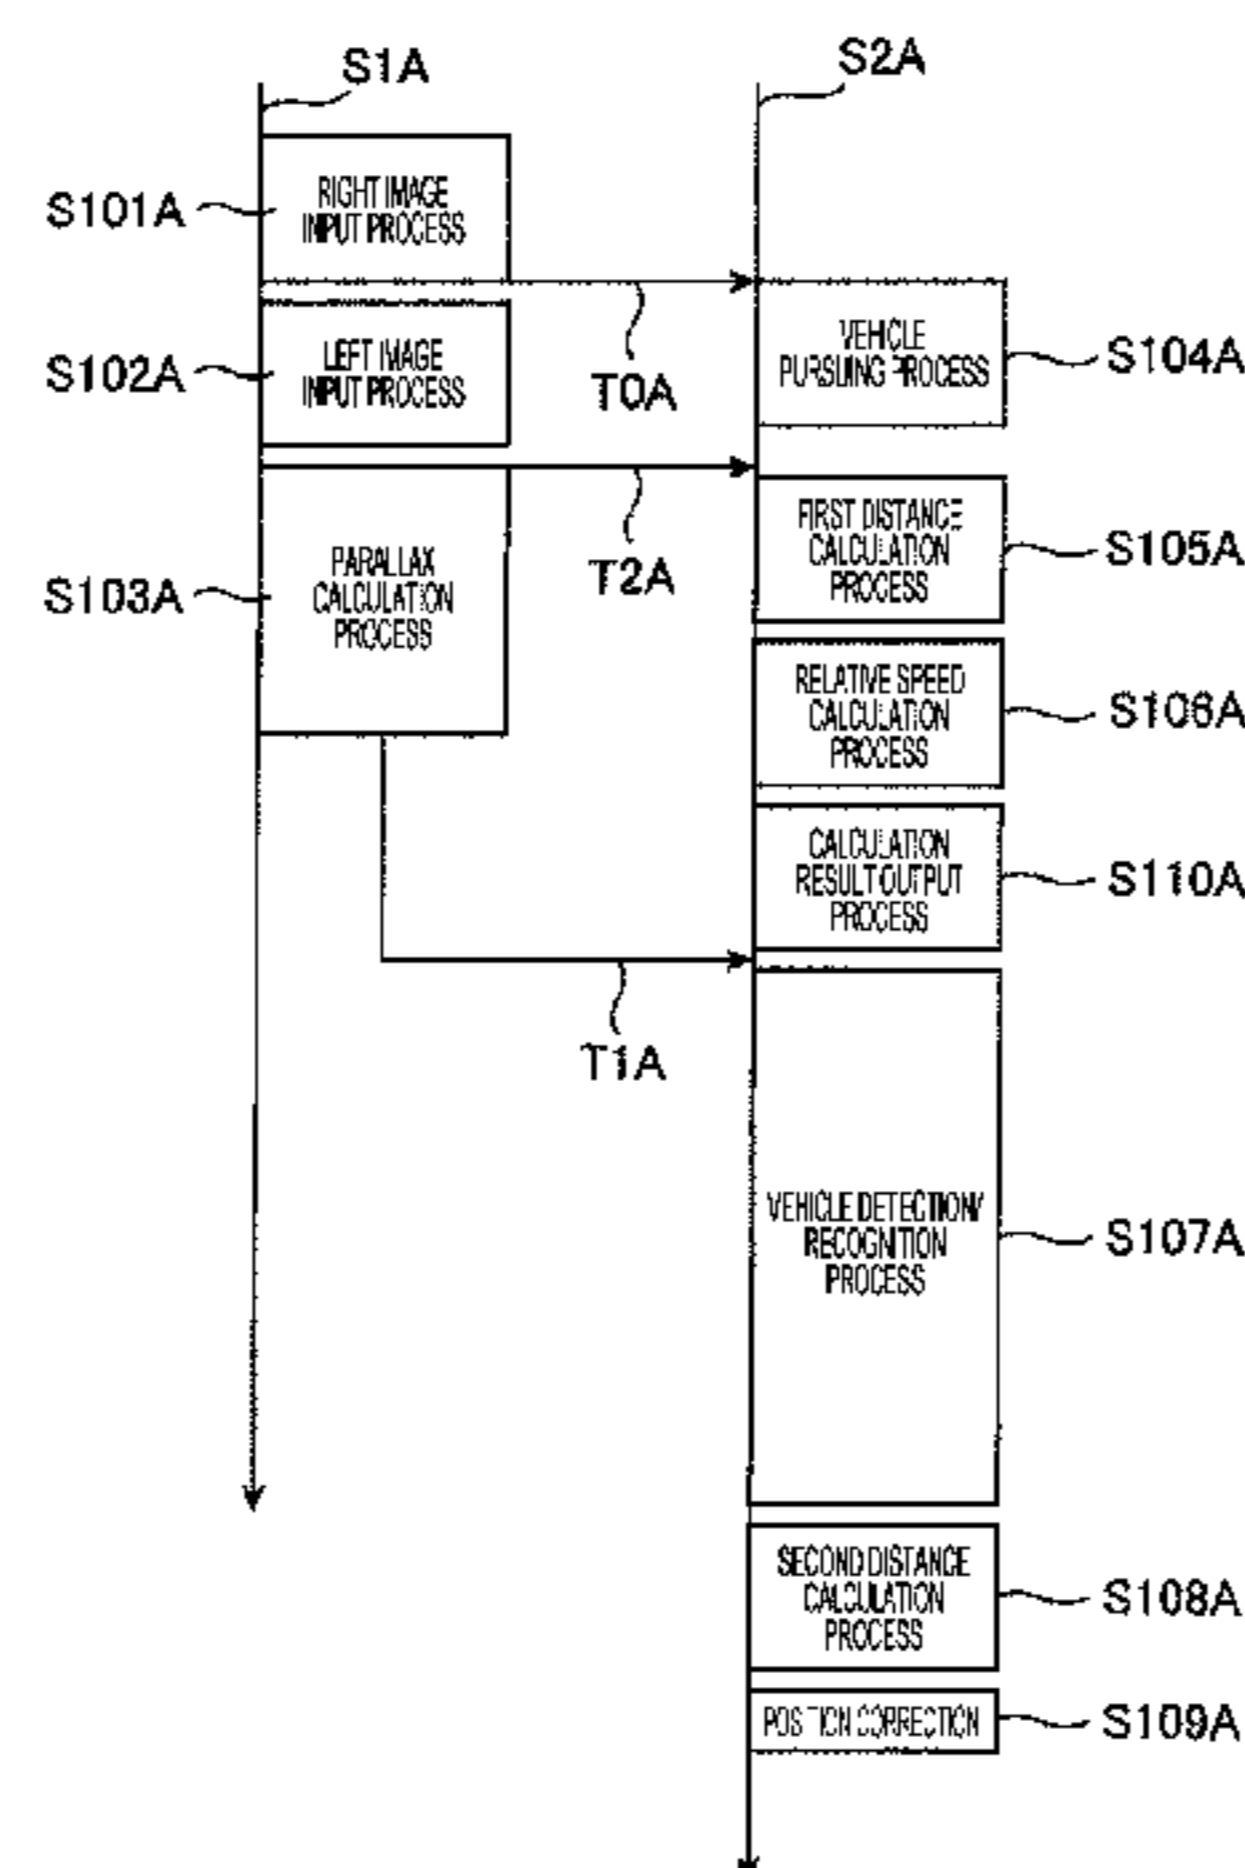 S1A
S2A
S101A
RIGHT IMAGE
INPUT PROCESS
S102A
LEFT IMAGE
INPUT PROCESS
T0A
VEHICLE
PURSUING PROCESS
S104A
T2A
S103A
PARALLAX
CALCULATION
PROCESS
FIRST DISTANCE
CALCULATION
PROCESS
S105A
RELATIVE SPEED
CALCULATION
PROCESS
S106A
CALCULATION
RESULT OUTPUT
PROCESS
S110A
T1A
VEHICLE DETECTION/
RECOGNITION
PROCESS
S107A
SECOND DISTANCE
CALCULATION
PROCESS
S108A
POSITION CORRECTION
S109A